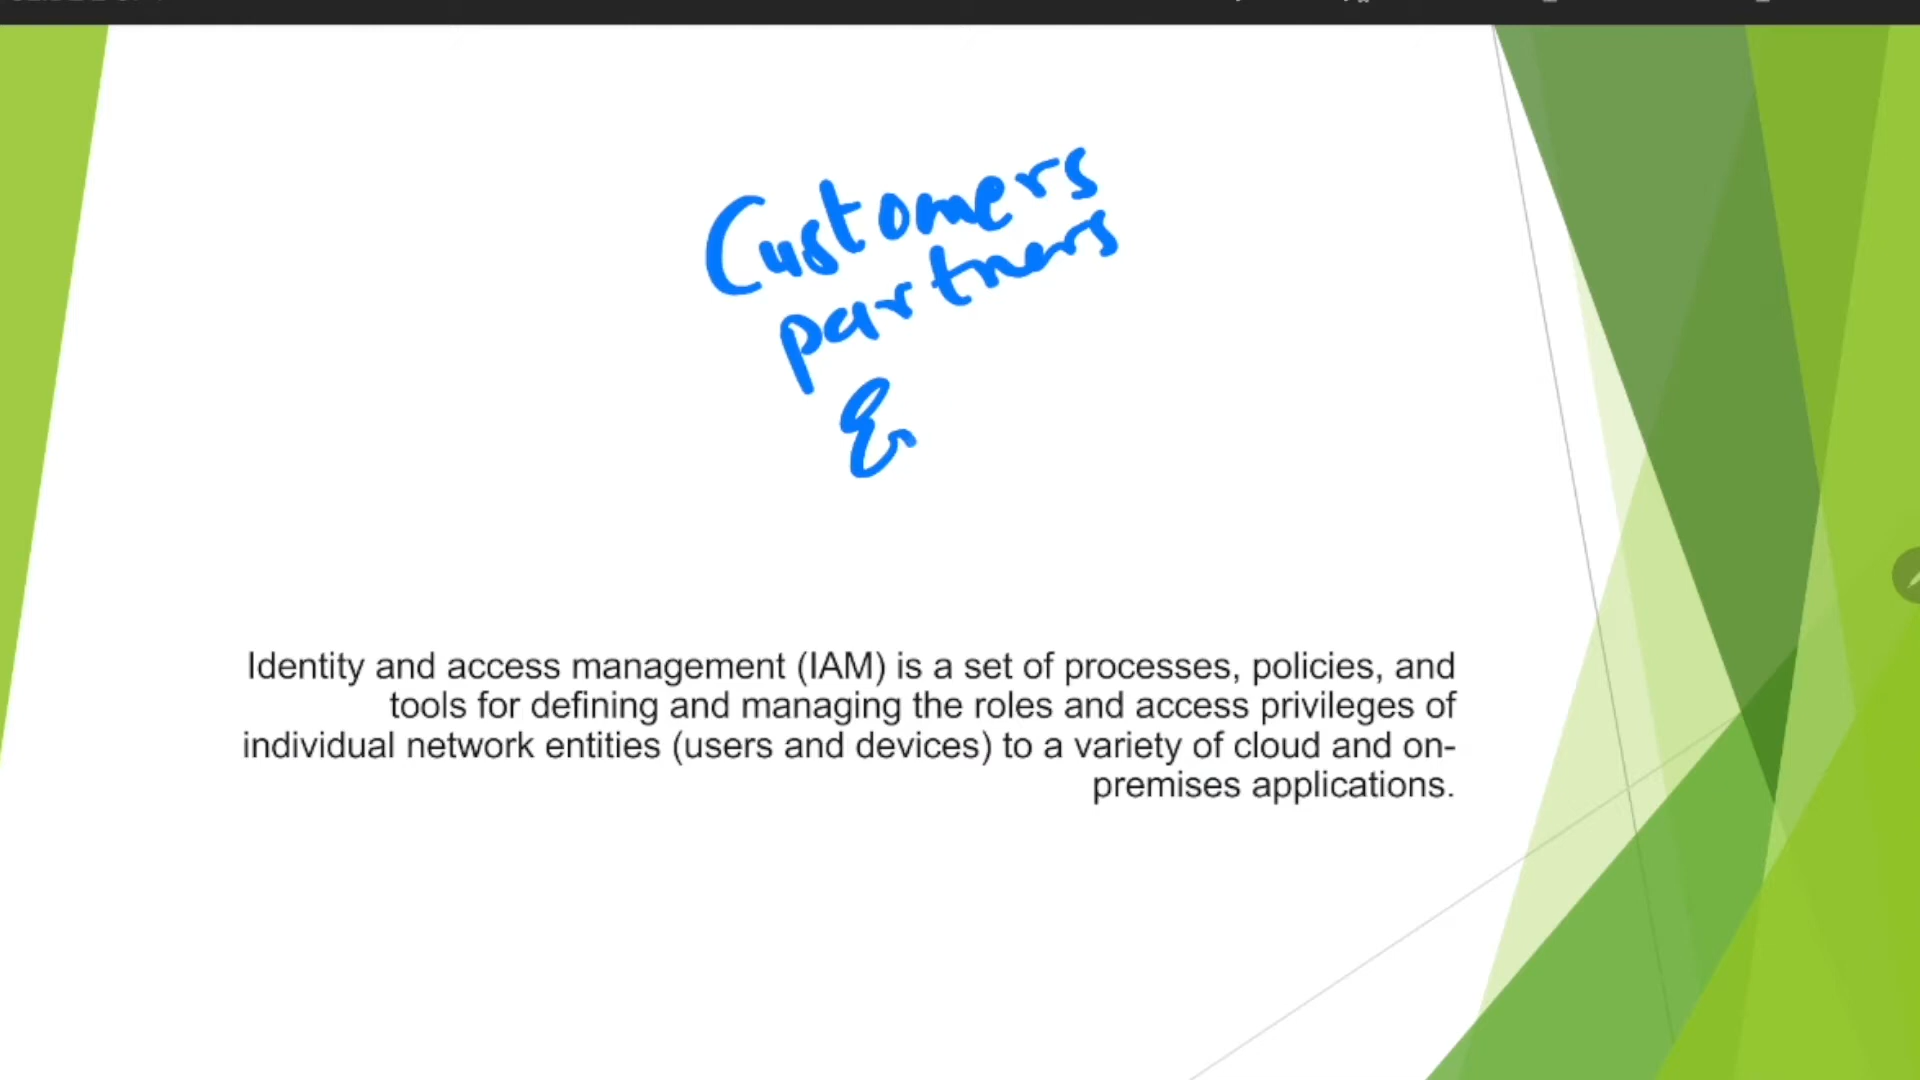 Customers
partners
&
Identity and access management (IAM) is a set of processes, policies, and
tools for defining and managing the roles and access privileges of
individual network entities (users and devices) to a variety of cloud and on-
premises applications.